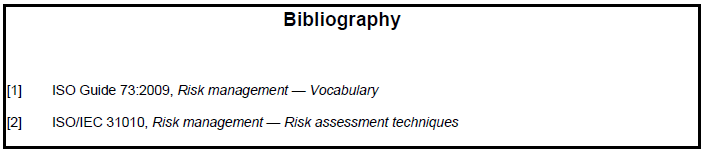 Bibliography
[1] ISO Guide 73:2009, Risk management — Vocabulary
[2] ISO/IEC 31010, Risk management — Risk assessment techniques